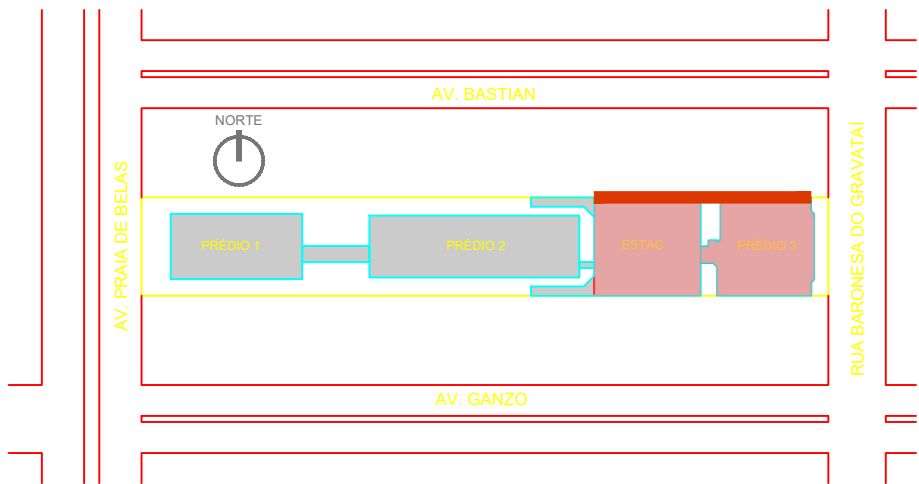 AV. BASTIAN
NORTE
AV. PRAIA DE BELAS
RUA BARONESA DO GRAVATAÍ
PRÉDIO 1
PRÉDIO 2
ESTAC
PRÉDIO 3
AV. GANZO